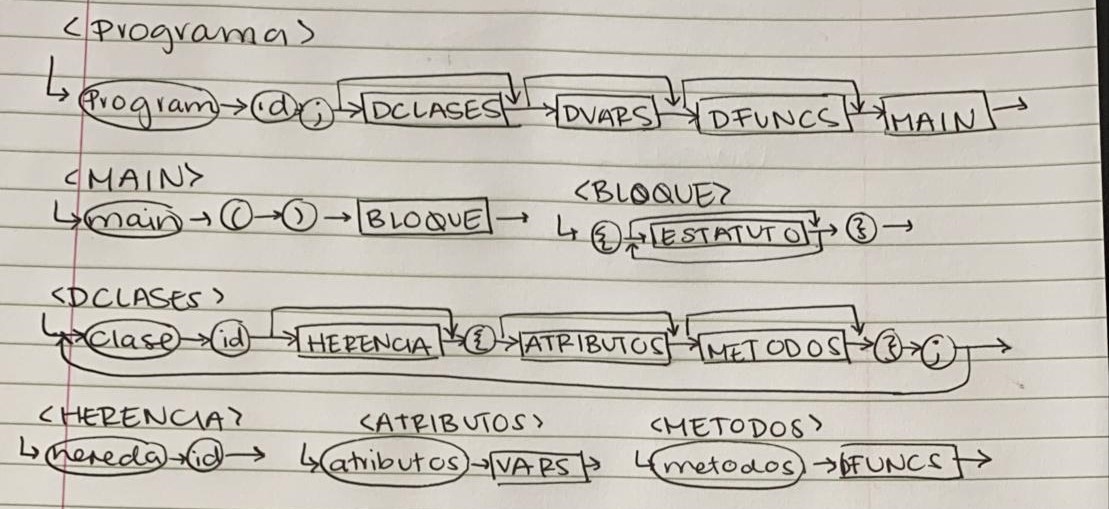 <Programa>
Program id ; DCLASES DVARS DFUNCS MAIN
<MAIN> <BLOQUE>
main ( ) BLOQUE { ESTATUTO }
<DCLASES>
Clase id HERENCIA { ATRIBUTOS METODOS } ;
<HERENCIA> <ATRIBUTOS> <METODOS>
hereda id atributos VARS metodos DFUNCS